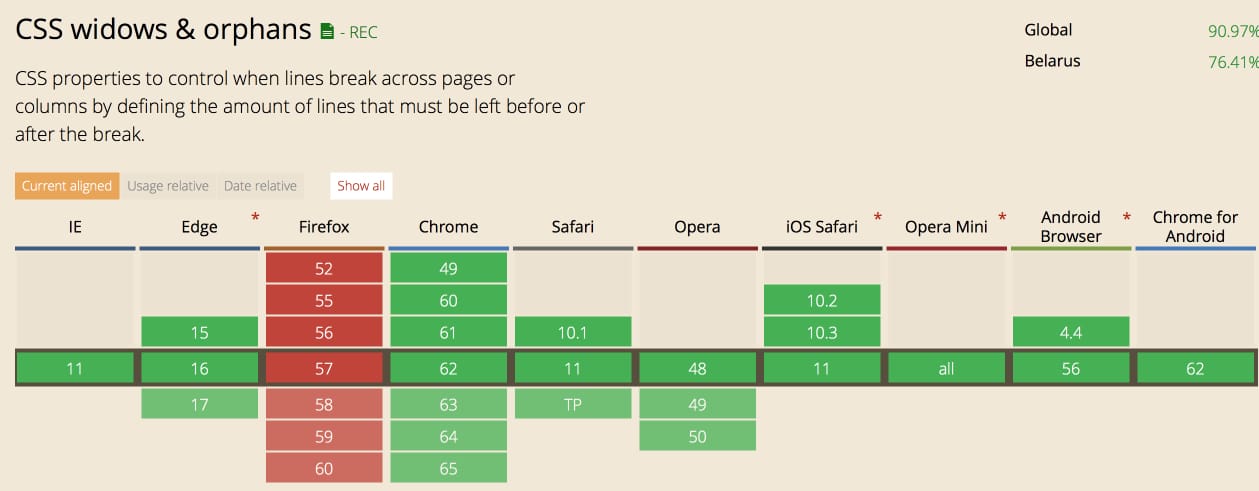 CSS widows & orphans - REC
Global 90.97%
Belarus 76.41%
CSS properties to control when lines break across pages or
columns by defining the amount of lines that must be left before or
after the break.
Current aligned Usage relative Date relative Show all
IE Edge * Firefox Chrome Safari Opera iOS Safari * Opera Mini * Android Browser * Chrome for Android
52 49
55 60 10.2
15 56 61 10.1 10.3 4.4
11 16 57 62 11 48 11 all 56 62
17 58 63 TP 49
59 64 50
60 65